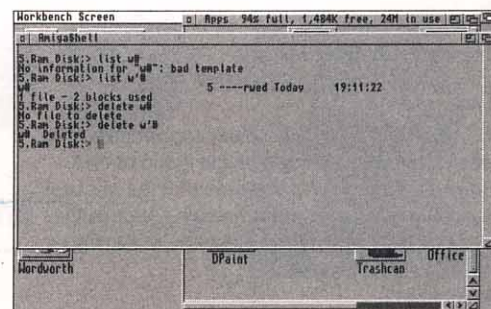 Workbench Screen
Apps 94% full, 1,484K free, 24M in use
AmigaShell
5.Ram Disk:> list w#
No information for "w#": bad template
5.Ram Disk:> list w'#
w# 5 ----rwed Today 19:11:22
1 file - 2 blocks used
5.Ram Disk:> delete w#
No file to delete
5.Ram Disk:> delete w'#
w# Deleted
5.Ram Disk:>
Wordworth
DPaint
Trashcan
Office